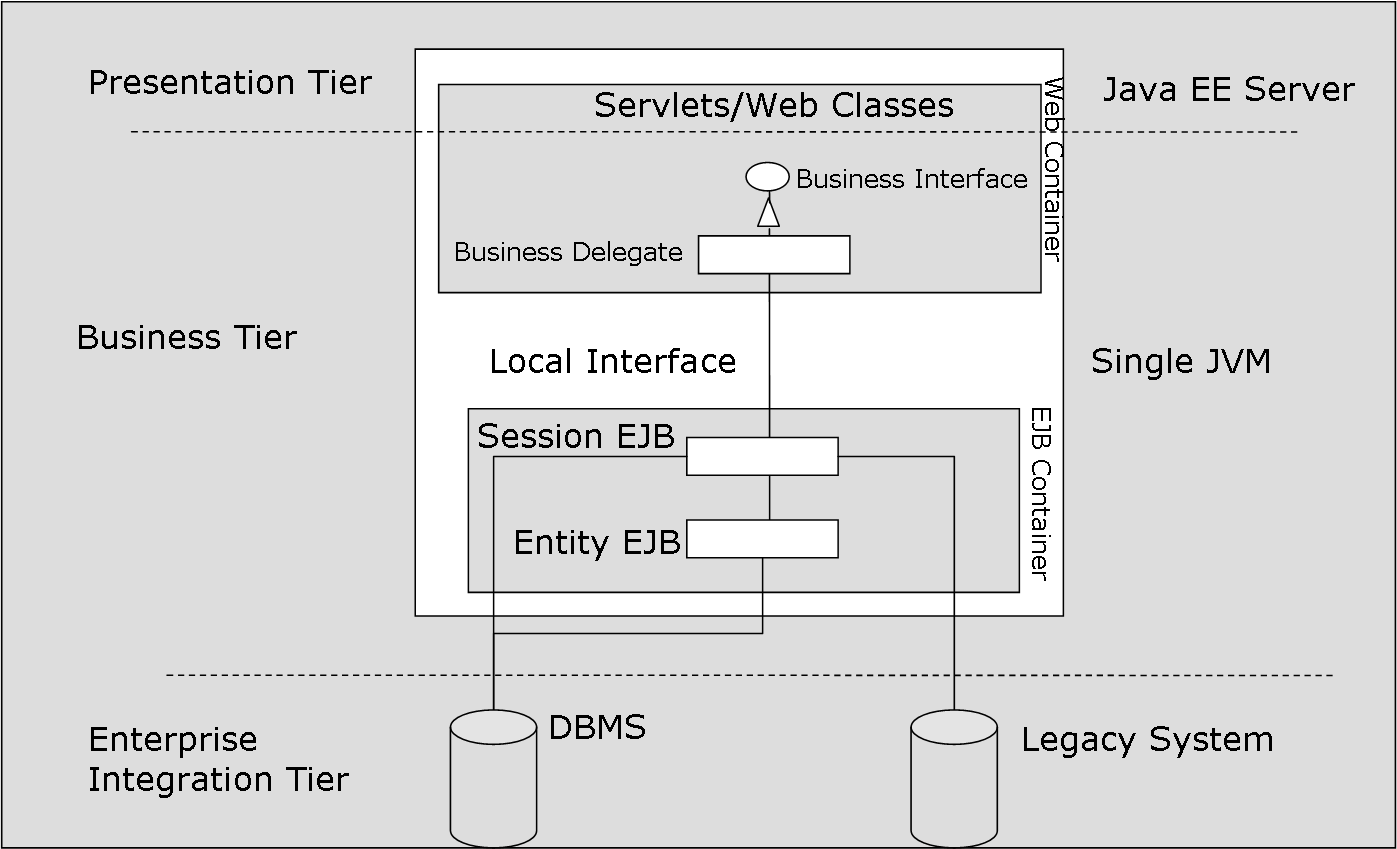 Presentation Tier
Servlets/Web Classes
Java EE Server
Web Container
Business Interface
Business Delegate
Business Tier
Local Interface
Single JVM
Session EJB
EJB Container
Entity EJB
DBMS
Enterprise
Integration Tier
Legacy System